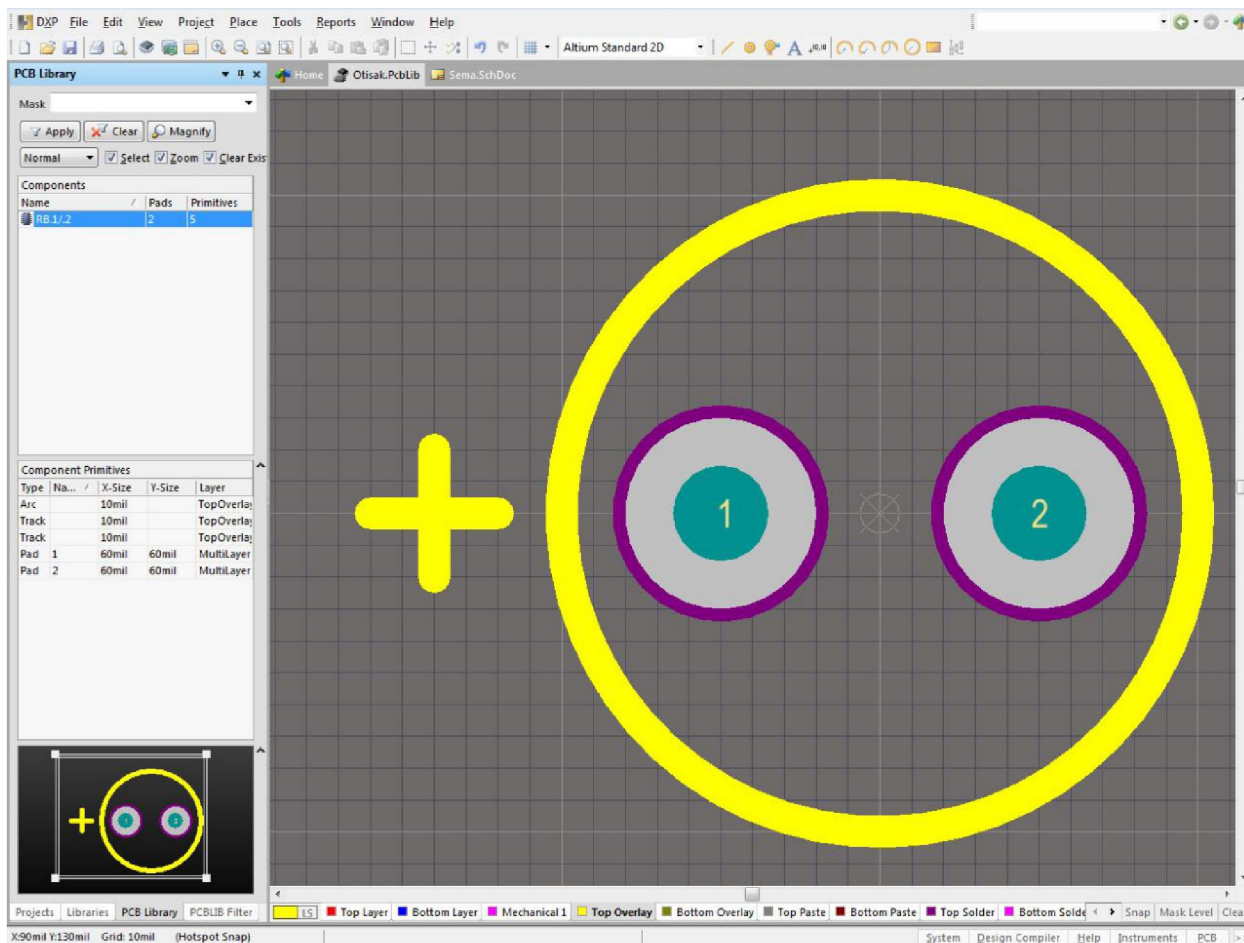 DXP File Edit View Project Place Tools Reports Window Help
Altium Standard 2D
PCB Library
Home Otisak.PcbLib Sema.SchDoc
Mask
Apply Clear Magnify
Normal Select Zoom Clear Exis
Components
Name Pads Primitives
RB.1/.2 2 5
1 2
Component Primitives
Type Na... X-Size Y-Size Layer
Arc 10mil TopOverlay
Track 10mil TopOverlay
Track 10mil TopOverlay
Pad 1 60mil 60mil MultiLayer
Pad 2 60mil 60mil MultiLayer
1 2
Projects Libraries PCB Library PCBLIB Filter
LS Top Layer Bottom Layer Mechanical 1 Top Overlay Bottom Overlay Top Paste Bottom Paste Top Solder Bottom Solde Snap Mask Level Clea
X:90mil Y:130mil Grid: 10mil (Hotspot Snap)
System Design Compiler Help Instruments PCB >>